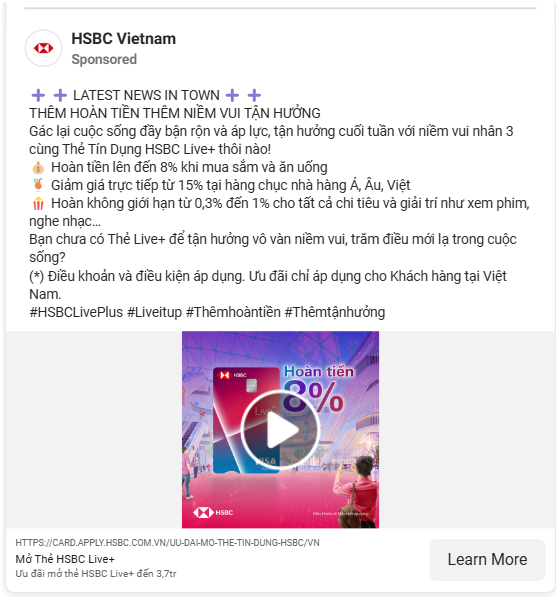 HSBC Vietnam
Sponsored
➕ ➕ LATEST NEWS IN TOWN ➕ ➕
THÊM HOÀN TIỀN THÊM NIỀM VUI TẬN HƯỞNG
Gác lại cuộc sống đầy bận rộn và áp lực, tận hưởng cuối tuần với niềm vui nhân 3
cùng Thẻ Tín Dụng HSBC Live+ thôi nào!
💰 Hoàn tiền lên đến 8% khi mua sắm và ăn uống
🍹 Giảm giá trực tiếp từ 15% tại hàng chục nhà hàng Á, Âu, Việt
🍿 Hoàn không giới hạn từ 0,3% đến 1% cho tất cả chi tiêu và giải trí như xem phim,
nghe nhạc...
Bạn chưa có Thẻ Live+ để tận hưởng vô vàn niềm vui, trăm điều mới lạ trong cuộc
sống?
(*) Điều khoản và điều kiện áp dụng. Ưu đãi chỉ áp dụng cho Khách hàng tại Việt
Nam.
#HSBCLivePlus #Liveitup #Thêmhoàntiền #Thêmtậnhưởng
HSBC
Hoàn tiền
8%
Live+
VISA
HSBC
HTTPS://CARD.APPLY.HSBC.COM.VN/UU-DAI-MO-THE-TIN-DUNG-HSBC/VN
Mở Thẻ HSBC Live+
Ưu đãi mở thẻ HSBC Live+ đến 3,7tr
Learn More